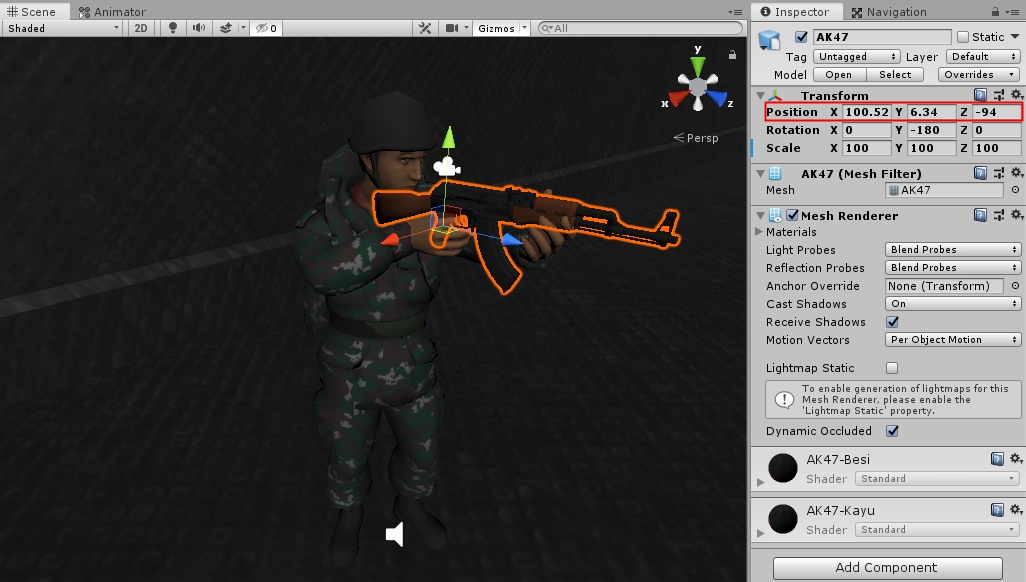 Scene
Animator
Shaded
2D
0
Gizmos
All
y
x
z
Persp
Inspector
Navigation
AK47
Static
Tag Untagged Layer Default
Model Open Select Overrides
Transform
Position X 100.52 Y 6.34 Z -94
Rotation X 0 Y -180 Z 0
Scale X 100 Y 100 Z 100
AK47 (Mesh Filter)
Mesh AK47
Mesh Renderer
Materials
Light Probes Blend Probes
Reflection Probes Blend Probes
Anchor Override None (Transform)
Cast Shadows On
Receive Shadows
Motion Vectors Per Object Motion
Lightmap Static
To enable generation of lightmaps for this
Mesh Renderer, please enable the
'Lightmap Static' property.
Dynamic Occluded
AK47-Besi
Shader Standard
AK47-Kayu
Shader Standard
Add Component